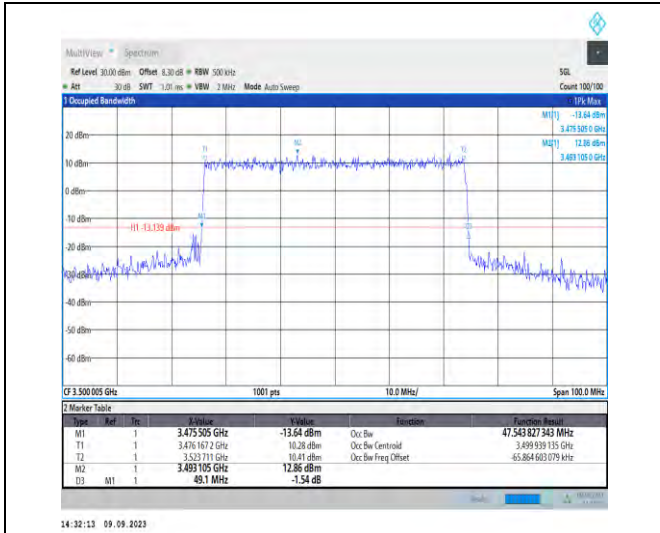 MultiView Spectrum
Ref Level 30.00 dBm Offset 8.30 dB RBW 500 kHz SGL
Att 30 dB SWT 1.01 ms VBW 2 MHz Mode Auto Sweep Count 100/100
1 Occupied Bandwidth 1Pk Max
M1[1] -13.64 dBm
3.475 505 0 GHz
20 dBm M2[1] 12.86 dBm
T1 M2 T2 3.493 105 0 GHz
10 dBm
0 dBm
-10 dBm
M1
H1 -13.139 dBm D3
-20 dBm
-30 dBm
-40 dBm
-50 dBm
-60 dBm
CF 3.500 005 GHz 1001 pts 10.0 MHz/ Span 100.0 MHz
2 Marker Table
Type Ref Trc X-Value Y-Value Function Function Result
M1 1 3.475 505 GHz -13.64 dBm Occ Bw 47.543 827 343 MHz
T1 1 3.476 167 2 GHz 10.28 dBm Occ Bw Centroid 3.499 939 135 GHz
T2 1 3.523 711 GHz 10.41 dBm Occ Bw Freq Offset -65.864 603 079 kHz
M2 1 3.493 105 GHz 12.86 dBm
D3 M1 1 49.1 MHz -1.54 dB
14:32:13 09.09.2023